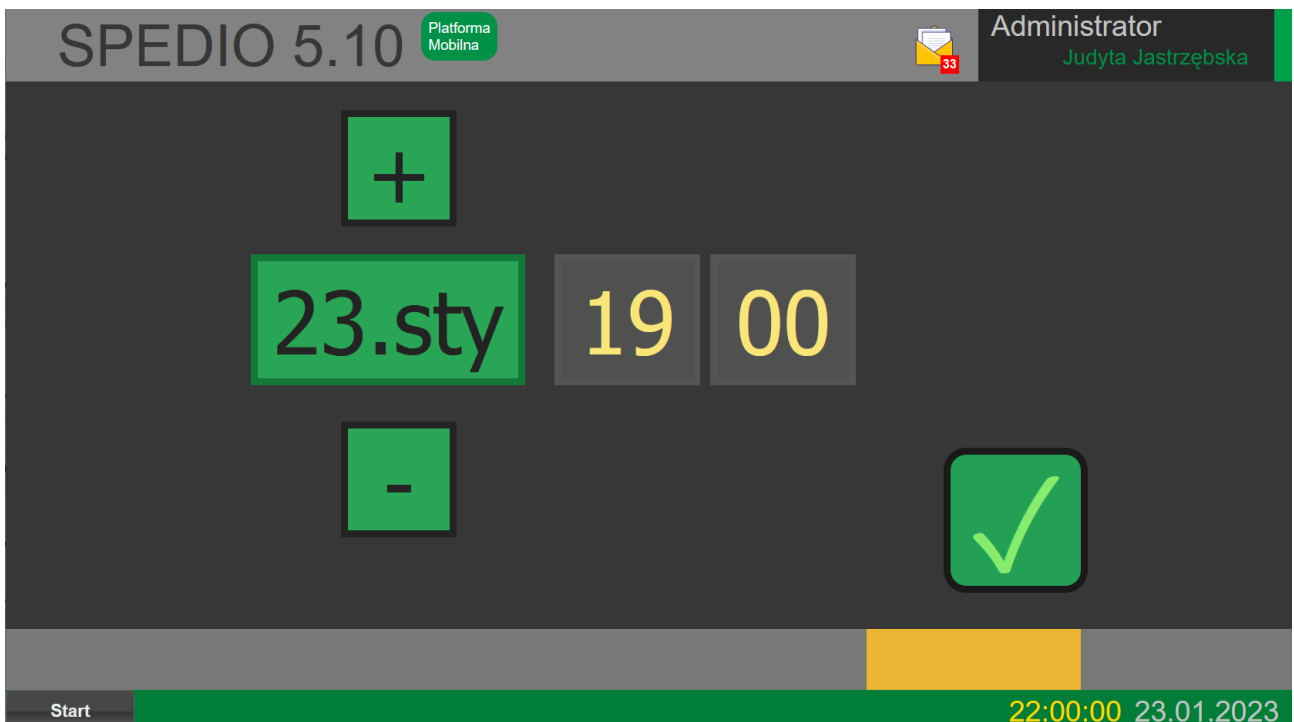 SPEDIO 5.10
Platforma
Mobilna
33
Administrator
Judyta Jastrzębska
+
23.sty 19 00
-
Start
22:00:00 23.01.2023